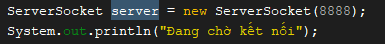 ServerSocket server = new ServerSocket(8888);
System.out.println("Đang chờ kết nối");